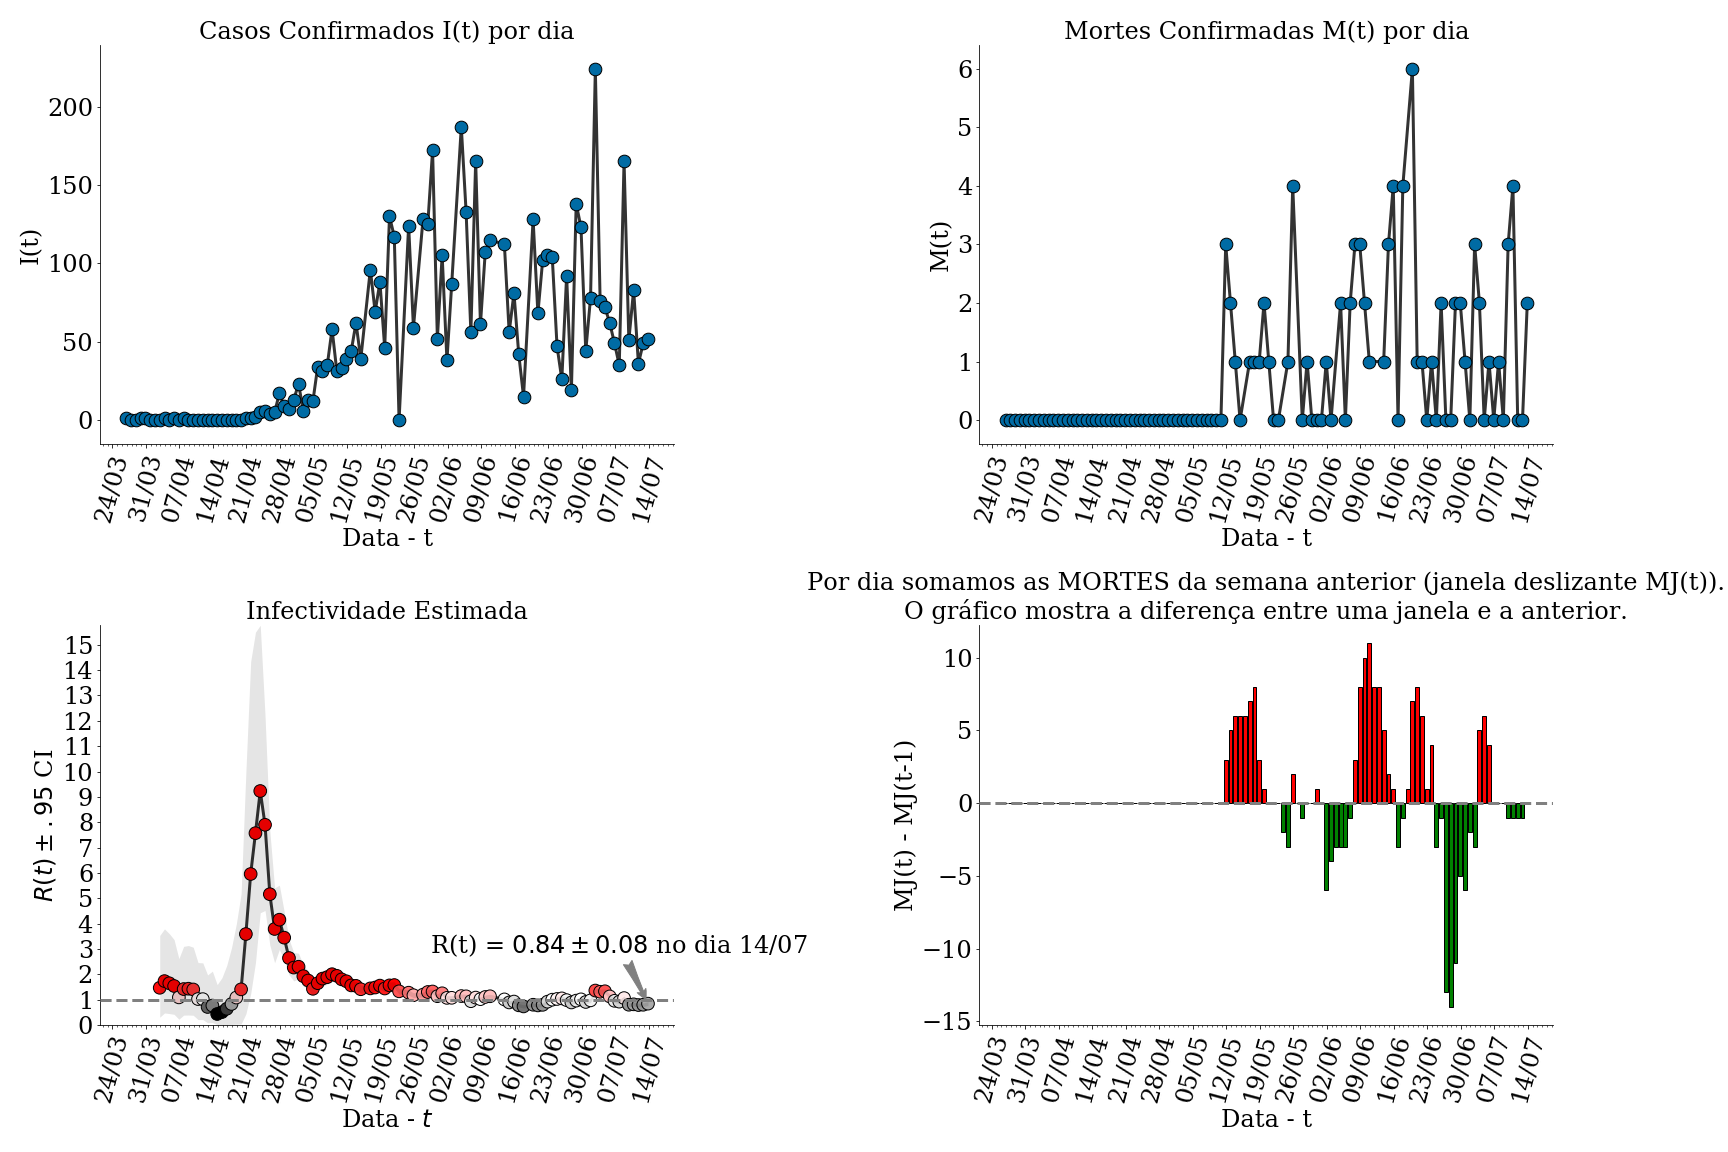 Casos Confirmados I(t) por dia
200
150
100
50
0
I(t)
24/03 31/03 07/04 14/04 21/04 28/04 05/05 12/05 19/05 26/05 02/06 09/06 16/06 23/06 30/06 07/07 14/07
Data - t
Mortes Confirmadas M(t) por dia
6
5
4
3
2
1
0
M(t)
24/03 31/03 07/04 14/04 21/04 28/04 05/05 12/05 19/05 26/05 02/06 09/06 16/06 23/06 30/06 07/07 14/07
Data - t
Infectividade Estimada
15
14
13
12
11
10
9
8
7
6
5
4
3
2
1
0
R(t) ± .95 CI
R(t) = 0.84 ± 0.08 no dia 14/07
24/03 31/03 07/04 14/04 21/04 28/04 05/05 12/05 19/05 26/05 02/06 09/06 16/06 23/06 30/06 07/07 14/07
Data - t
Por dia somamos as MORTES da semana anterior (janela deslizante MJ(t)).
O gráfico mostra a diferença entre uma janela e a anterior.
10
5
0
−5
−10
−15
MJ(t) - MJ(t-1)
24/03 31/03 07/04 14/04 21/04 28/04 05/05 12/05 19/05 26/05 02/06 09/06 16/06 23/06 30/06 07/07 14/07
Data - t